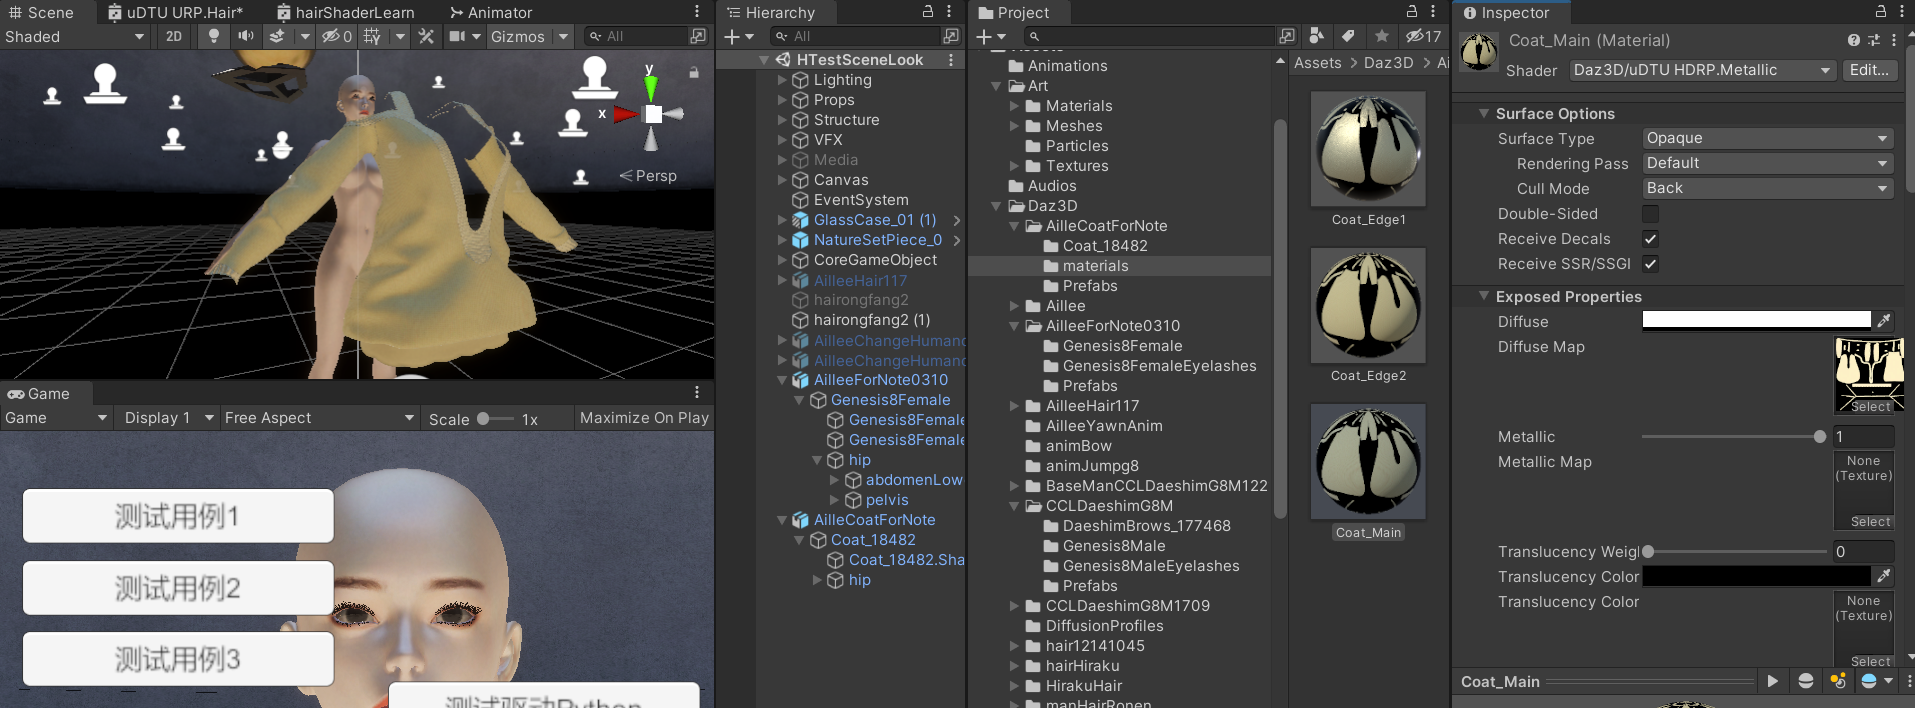 Scene
uDTU URP.Hair*
hairShaderLearn
Animator
Shaded
2D
0
Gizmos
All
y
x
Persp
Game
Game
Display 1
Free Aspect
Scale
1x
Maximize On Play
测试用例1
测试用例2
测试用例3
测试驱动Python
Hierarchy
All
HTestSceneLook
Lighting
Props
Structure
VFX
Media
Canvas
EventSystem
GlassCase_01 (1)
NatureSetPiece_0
CoreGameObject
AilleeHair117
hairongfang2
hairongfang2 (1)
AilleeChangeHumanc
AilleeChangeHumanc
AilleeForNote0310
Genesis8Female
Genesis8Female
Genesis8Female
hip
abdomenLow
pelvis
AilleCoatForNote
Coat_18482
Coat_18482.Sha
hip
Project
17
Assets
Animations
Art
Materials
Meshes
Particles
Textures
Audios
Daz3D
AilleCoatForNote
Coat_18482
materials
Prefabs
Aillee
AilleeForNote0310
Genesis8Female
Genesis8FemaleEyelashes
Prefabs
AilleeHair117
AilleeYawnAnim
animBow
animJumpg8
BaseManCCLDaeshimG8M122
CCLDaeshimG8M
DaeshimBrows_177468
Genesis8Male
Genesis8MaleEyelashes
Prefabs
CCLDaeshimG8M1709
DiffusionProfiles
hair12141045
hairHiraku
HirakuHair
manHairRonen
Assets > Daz3D > Ai
Coat_Edge1
Coat_Edge2
Coat_Main
Inspector
Coat_Main (Material)
Shader
Daz3D/uDTU HDRP.Metallic
Edit...
Surface Options
Surface Type
Opaque
Rendering Pass
Default
Cull Mode
Back
Double-Sided
Receive Decals
Receive SSR/SSGI
Exposed Properties
Diffuse
Diffuse Map
Select
Metallic
1
Metallic Map
None
(Texture)
Select
Translucency Weigl
0
Translucency Color
Translucency Color
None
(Texture)
Select
Coat_Main